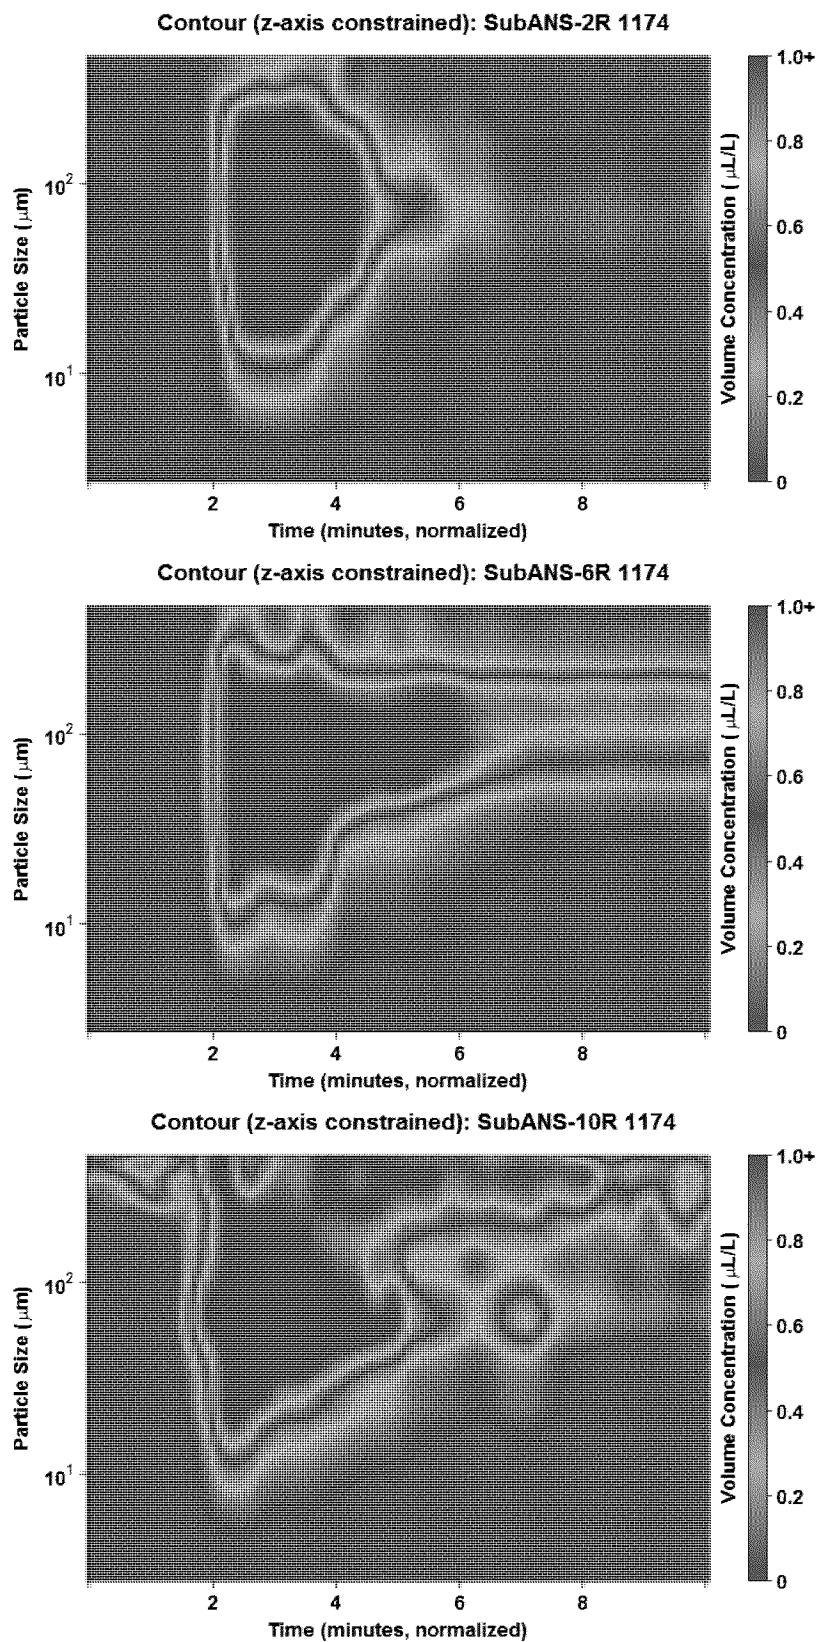 Contour (z-axis constrained): SubANS-2R 1174
Particle Size (μm)
10²
10¹
2 4 6 8
Time (minutes, normalized)
Volume Concentration ( μL/L)
1.0+
0.8
0.6
0.4
0.2
0
Contour (z-axis constrained): SubANS-6R 1174
Particle Size (μm)
10²
10¹
2 4 6 8
Time (minutes, normalized)
Volume Concentration ( μL/L)
1.0+
0.8
0.6
0.4
0.2
0
Contour (z-axis constrained): SubANS-10R 1174
Particle Size (μm)
10²
10¹
2 4 6 8
Time (minutes, normalized)
Volume Concentration ( μL/L)
1.0+
0.8
0.6
0.4
0.2
0